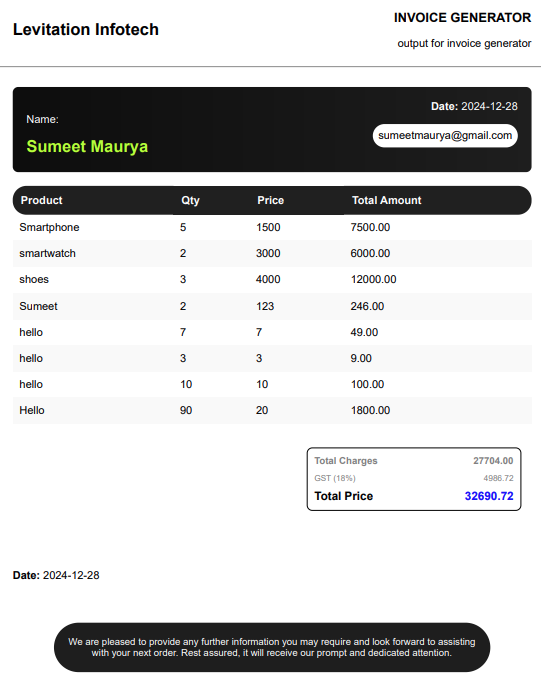 Levitation Infotech
INVOICE GENERATOR
output for invoice generator
Date: 2024-12-28
Name:
sumeetmaurya@gmail.com
Sumeet Maurya
Product Qty Price Total Amount
Smartphone 5 1500 7500.00
smartwatch 2 3000 6000.00
shoes 3 4000 12000.00
Sumeet 2 123 246.00
hello 7 7 49.00
hello 3 3 9.00
hello 10 10 100.00
Hello 90 20 1800.00
Total Charges 27704.00
GST (18%) 4986.72
Total Price 32690.72
Date: 2024-12-28
We are pleased to provide any further information you may require and look forward to assisting
with your next order. Rest assured, it will receive our prompt and dedicated attention.